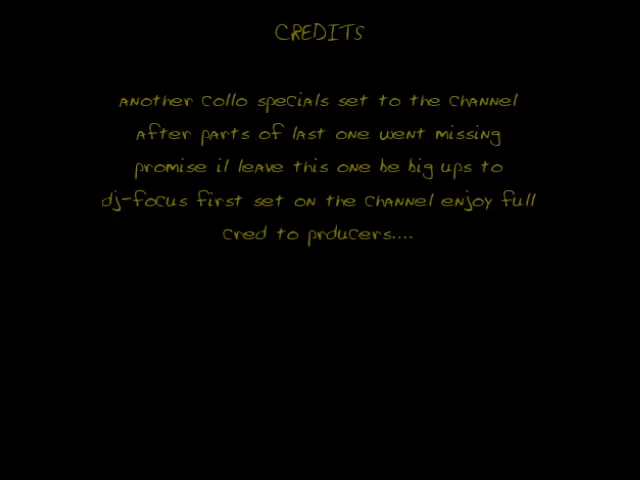 CREDITS
another collo specials set to the channel
after parts of last one went missing
promise il leave this one be big ups to
dj-focus first set on the channel enjoy full
cred to prducers....